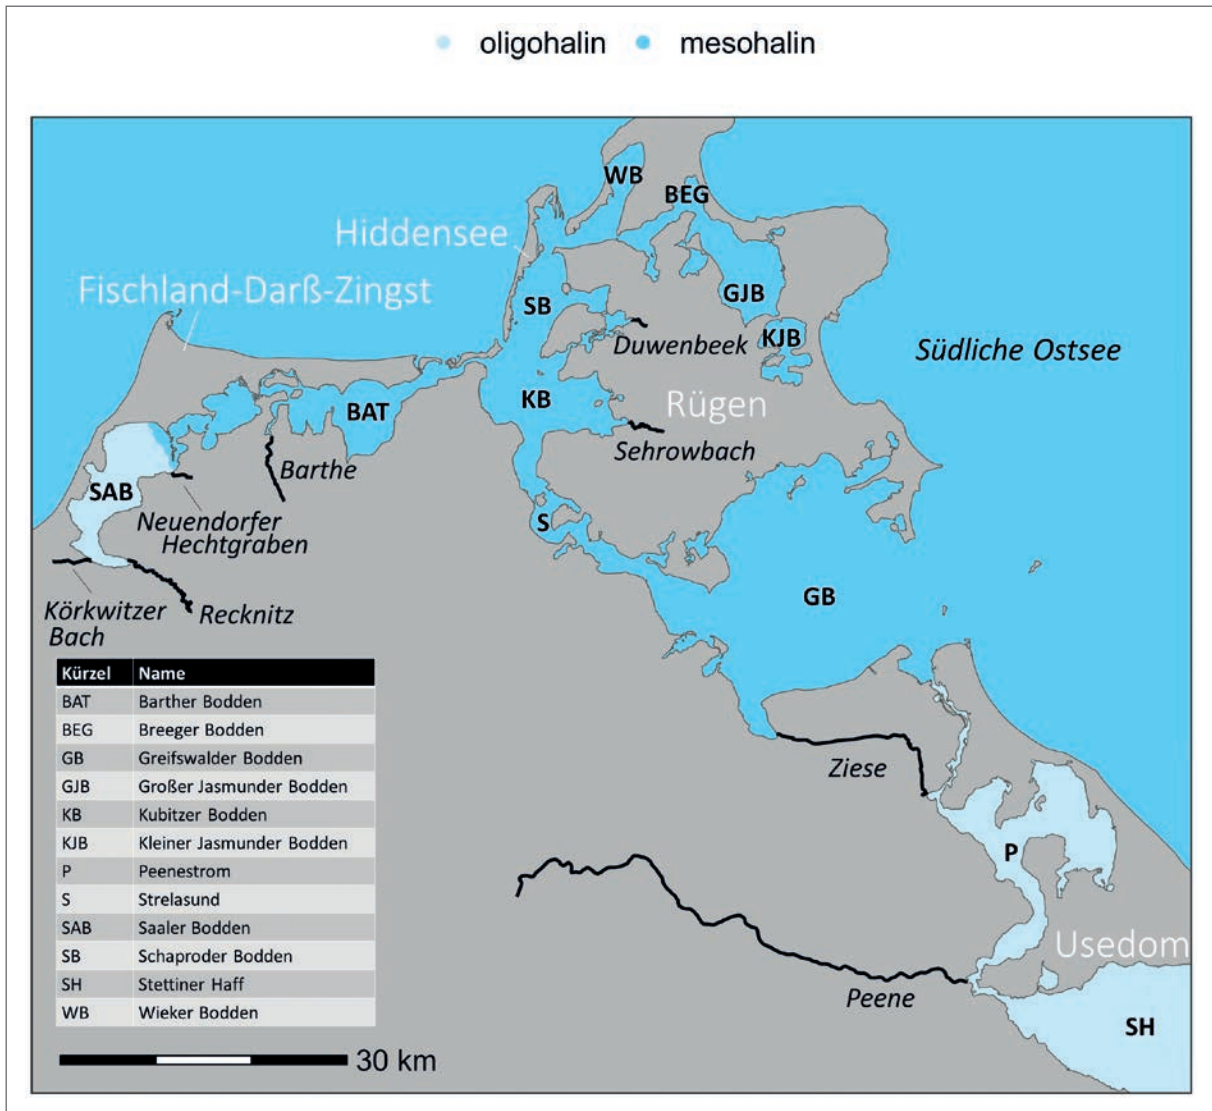 oligohalin mesohalin
WB
BEG
Hiddensee
Fischland-Darß-Zingst
SB
GJB
KJB
Duwenbeek
Südliche Ostsee
KB
Rügen
BAT
Sehrowbach
Barthe
SAB
Neuendorfer
Hechtgraben
S
Körkwitzer
Bach
Recknitz
GB
Kürzel Name
BAT Barther Bodden
BEG Breeger Bodden
GB Greifswalder Bodden
GJB Großer Jasmunder Bodden
KB Kubitzer Bodden
KJB Kleiner Jasmunder Bodden
P Peenestrom
S Strelasund
SAB Saaler Bodden
SB Schaproder Bodden
SH Stettiner Haff
WB Wieker Bodden
Ziese
P
Usedom
Peene
SH
30 km